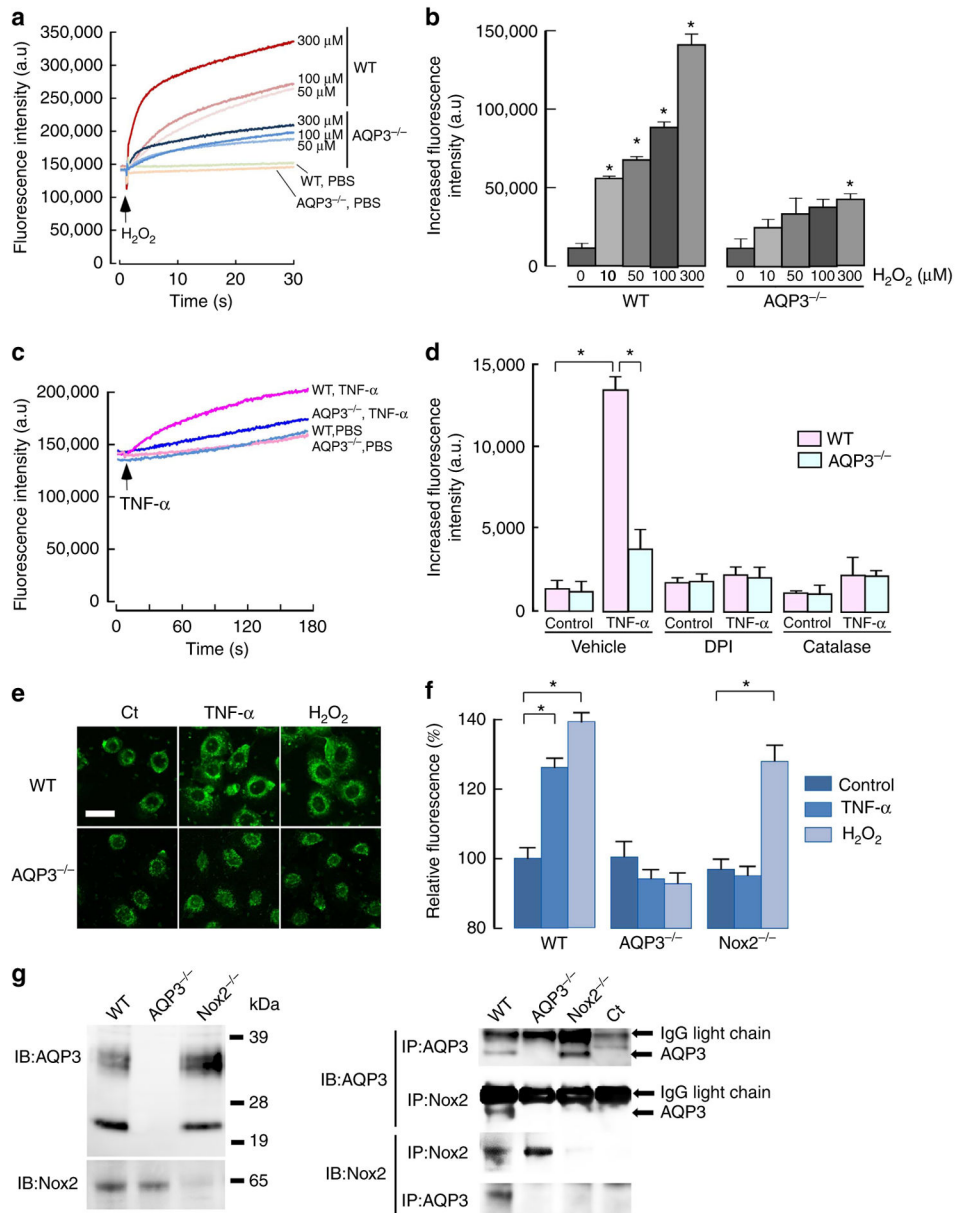 a
Fluorescence intensity (a.u)
350,000
300,000
250,000
200,000
150,000
100,000
50,000
0
300 μM
100 μM
50 μM
WT
300 μM
100 μM
50 μM
AQP3–/–
WT, PBS
AQP3–/–, PBS
H2O2
0 10 20 30
Time (s)
b
Increased fluorescence
intensity (a.u)
150,000
100,000
50,000
0
* * * * *
0 10 50 100 300 0 10 50 100 300 H2O2 (μM)
WT AQP3–/–
c
Fluorescence intensity (a.u)
200,000
150,000
100,000
50,000
0
WT, TNF-α
AQP3–/–, TNF-α
WT,PBS
AQP3–/–,PBS
TNF-α
0 60 120 180
Time (s)
d
Increased fluorescence
intensity (a.u.)
15,000
10,000
5,000
0
* *
WT
AQP3–/–
Control TNF-α Control TNF-α Control TNF-α
Vehicle DPI Catalase
e
Ct TNF-α H2O2
WT
AQP3–/–
f
Relative fluorescence (%)
140
120
100
80
* * *
Control
TNF-α
H2O2
WT AQP3–/– Nox2–/–
g
WT AQP3–/– Nox2–/– kDa
IB:AQP3
39
28
19
IB:Nox2
65
WT AQP3–/– Nox2–/– Ct
IB:AQP3
IP:AQP3
IgG light chain
AQP3
IP:Nox2
IgG light chain
AQP3
IB:Nox2
IP:Nox2
IP:AQP3